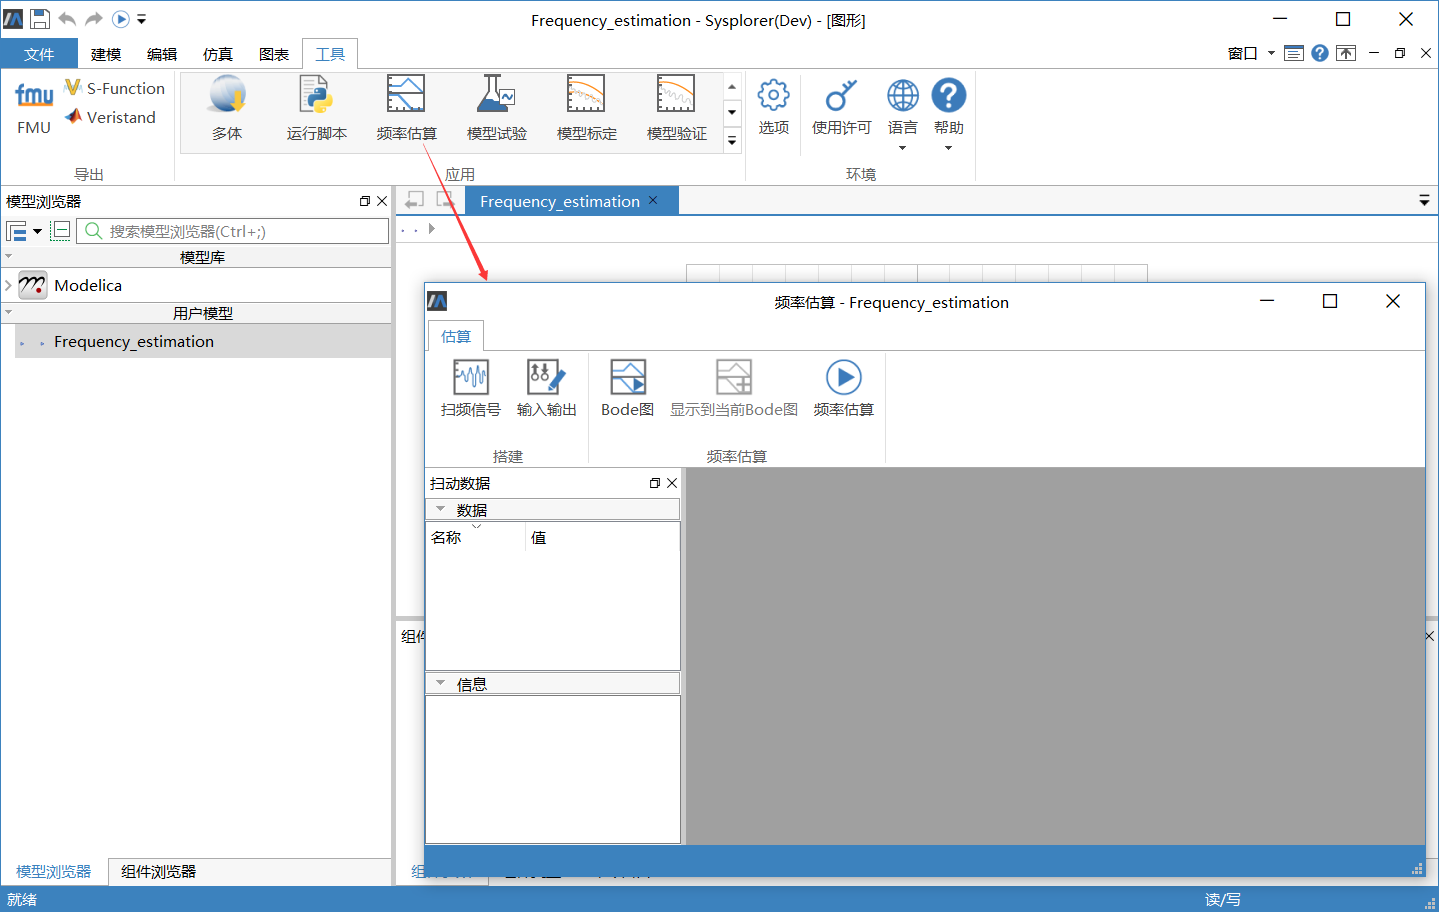 Frequency_estimation - Sysplorer(Dev) - [图形]
文件 建模 编辑 仿真 图表 工具 窗口
fmu S-Function
FMU Veristand
多体 运行脚本 频率估算 模型试验 模型标定 模型验证 选项 使用许可 语言 帮助
导出 应用 环境
模型浏览器
Frequency_estimation
搜索模型浏览器(Ctrl+;)
模型库
Modelica
用户模型
Frequency_estimation
频率估算 - Frequency_estimation
估算
扫频信号 输入输出 Bode图 显示到当前Bode图 频率估算
搭建 频率估算
扫动数据
数据
名称 值
信息
组件
模型浏览器 组件浏览器
就绪 读/写